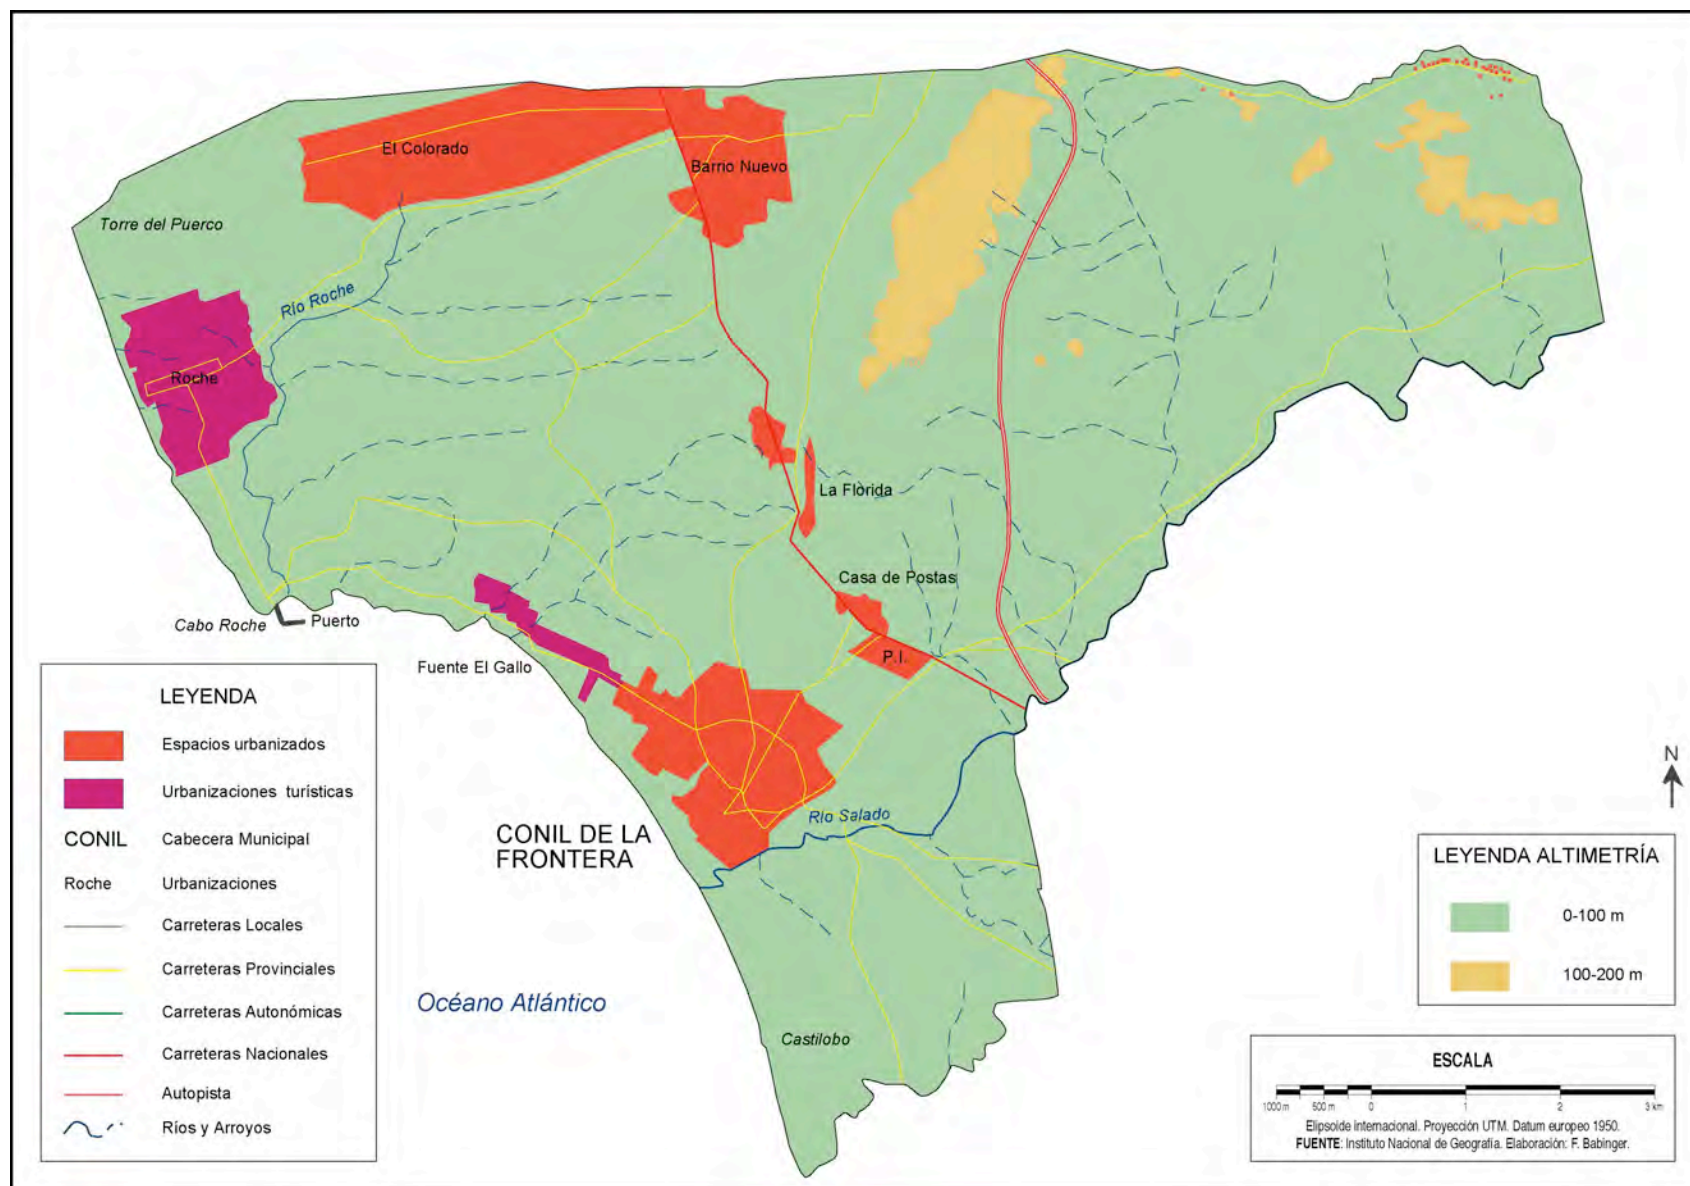 El Colorado
Barrio Nuevo
Torre del Puerco
Río Roche
Roche
La Florida
Casa de Postas
Cabo Roche
Puerto
P.I.
Fuente El Gallo
CONIL DE LA
FRONTERA
Río Salado
Océano Atlántico
Castilobo
LEYENDA
Espacios urbanizados
Urbanizaciones turísticas
CONIL Cabecera Municipal
Roche Urbanizaciones
Carreteras Locales
Carreteras Provinciales
Carreteras Autonómicas
Carreteras Nacionales
Autopista
Ríos y Arroyos
N
LEYENDA ALTIMETRÍA
0-100 m
100-200 m
ESCALA
1000 m 500 m 0 1 2 3 km
Elipsoide internacional. Proyección UTM. Datum europeo 1950.
FUENTE: Instituto Nacional de Geografía. Elaboración: F. Babinger.